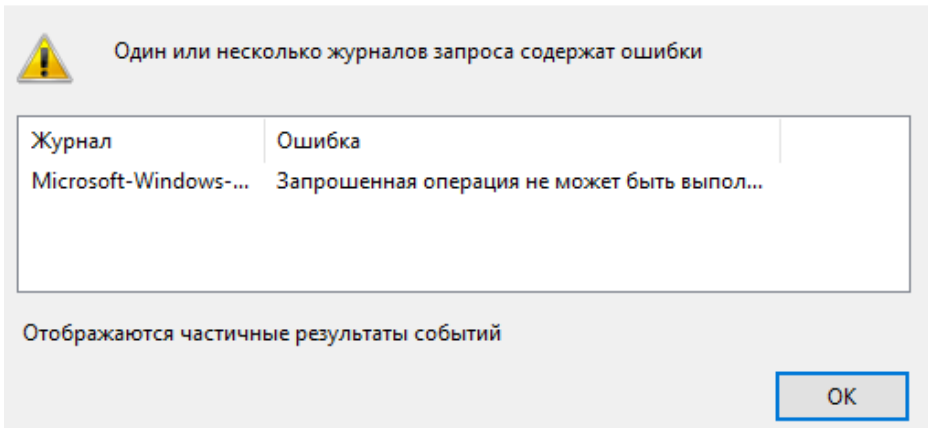 Один или несколько журналов запроса содержат ошибки
Журнал Ошибка
Microsoft-Windows-... Запрошенная операция не может быть выпол...
Отображаются частичные результаты событий
ОК